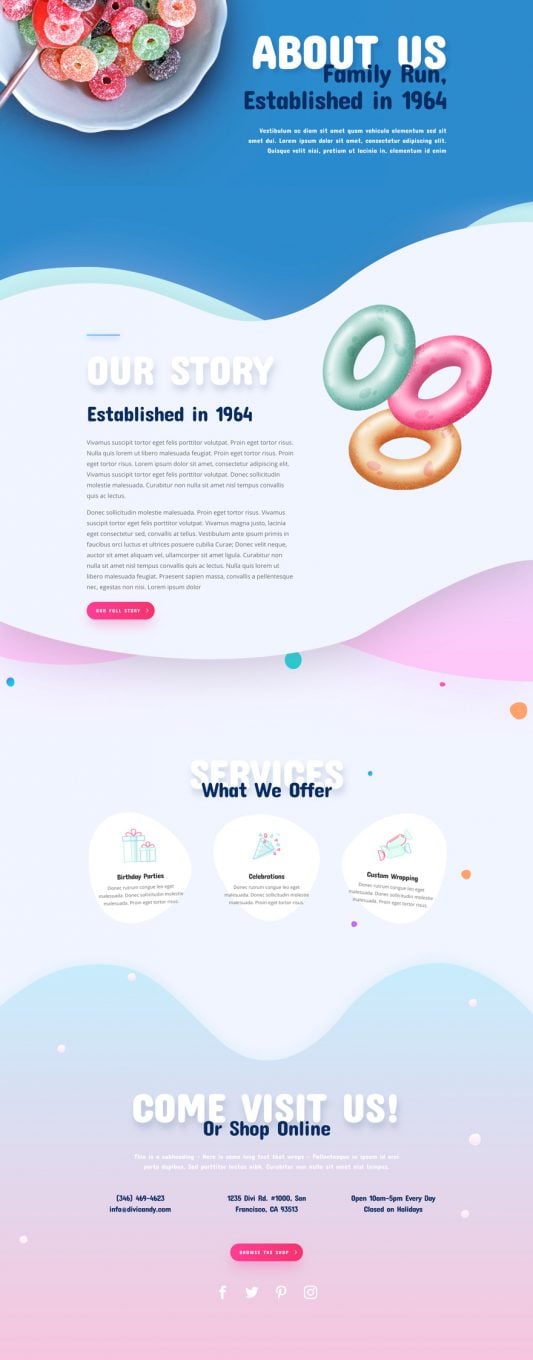 ABOUT US
Family Run,
Established in 1964
Vestibulum ac diam sit amet quam vehicula elementum sed sit
amet dui. Lorem ipsum dolor sit amet, consectetur adipiscing elit.
Quisque velit nisi, pretium ut lacinia in, elementum id enim
OUR STORY
Established in 1964
Vivamus suscipit tortor eget felis porttitor volutpat. Proin eget tortor risus.
Nulla quis lorem ut libero malesuada feugiat. Proin eget tortor risus. Proin
eget tortor risus. Lorem ipsum dolor sit amet, consectetur adipiscing elit.
Vivamus suscipit tortor eget felis porttitor volutpat. Donec sollicitudin
molestie malesuada. Curabitur non nulla sit amet nisl tempus convallis
quis ac lectus.
Donec sollicitudin molestie malesuada. Proin eget tortor risus. Vivamus
suscipit tortor eget felis porttitor volutpat. Vivamus magna justo, lacinia
eget consectetur sed, convallis at tellus. Vestibulum ante ipsum primis in
faucibus orci luctus et ultrices posuere cubilia Curae; Donec velit neque,
auctor sit amet aliquam vel, ullamcorper sit amet ligula. Curabitur non
nulla sit amet nisl tempus convallis quis ac lectus. Nulla quis lorem ut
libero malesuada feugiat. Praesent sapien massa, convallis a pellentesque
nec, egestas non nisi. Lorem ipsum dolor
OUR FULL STORY
SERVICES
What We Offer
Birthday Parties
Donec rutrum congue leo eget
malesuada. Donec sollicitudin molestie
malesuada. Proin eget tortor risus.
Celebrations
Donec rutrum congue leo eget
malesuada. Donec sollicitudin molestie
malesuada. Proin eget tortor risus.
Custom Wrapping
Donec rutrum congue leo eget
malesuada. Donec sollicitudin molestie
malesuada. Proin eget tortor risus.
COME VISIT US!
Or Shop Online
This is a subheading - Here is some long text that wraps - Pellentesque in ipsum id orci
porta dapibus. Sed porttitor lectus nibh. Curabitur non nulla sit amet nisl tempus.
(346) 469-4623
info@divicandy.com
1235 Divi Rd. #1000, San
Francisco, CA 93513
Open 10am-5pm Every Day
Closed on Holidays
BROWSE THE SHOP